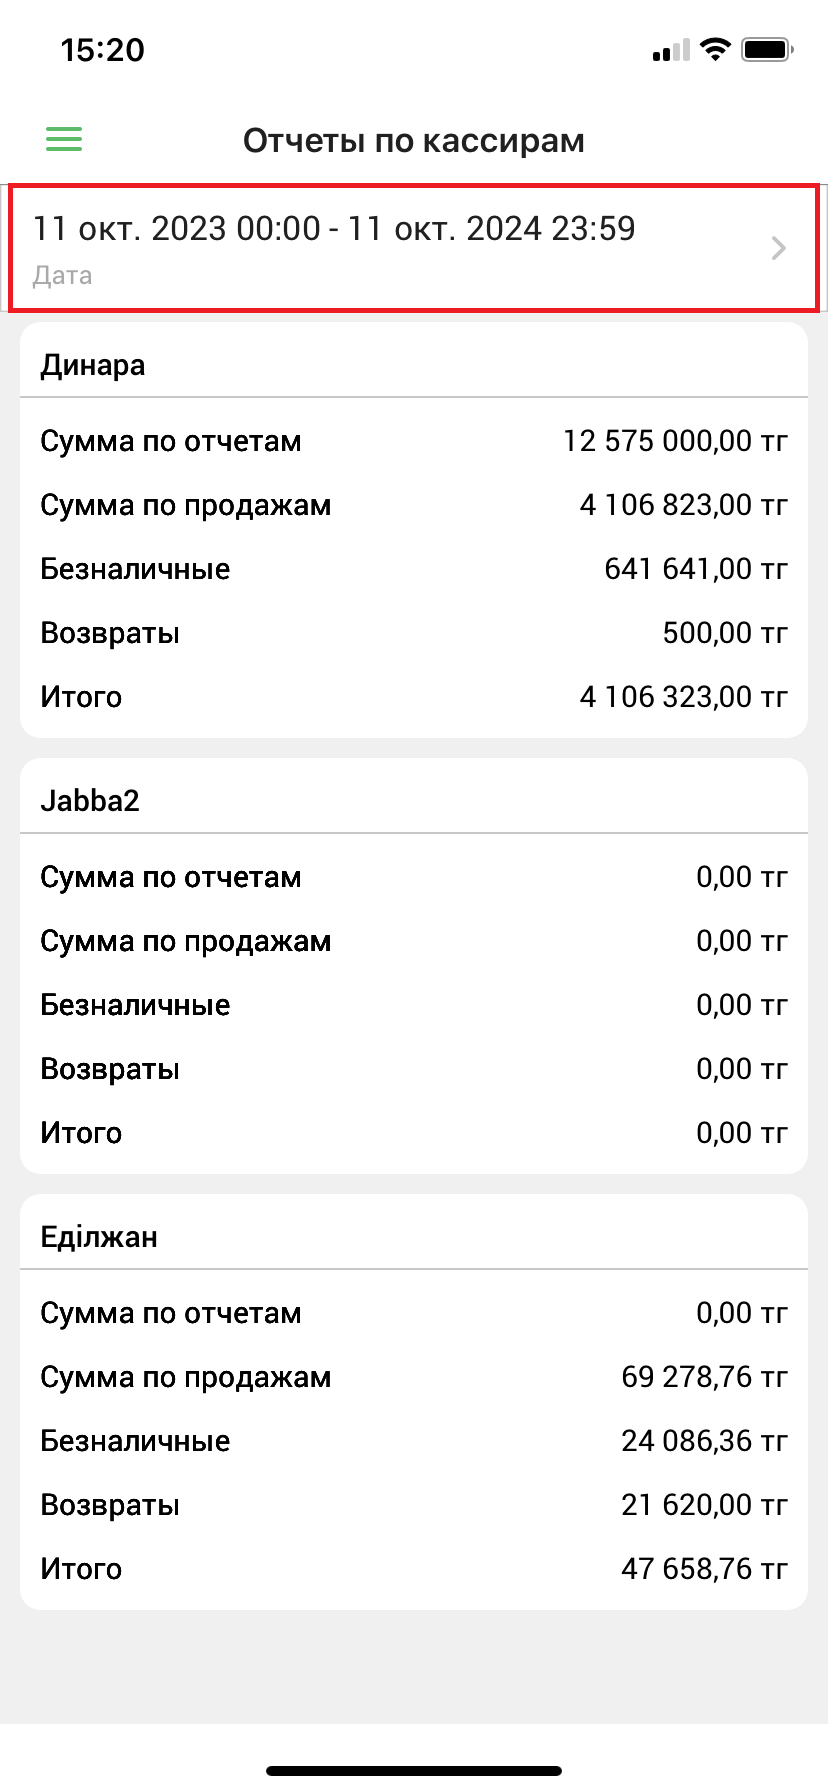 15:20
Отчеты по кассирам
11 окт. 2023 00:00 - 11 окт. 2024 23:59
Дата
Динара
Сумма по отчетам 12 575 000,00 тг
Сумма по продажам 4 106 823,00 тг
Безналичные 641 641,00 тг
Возвраты 500,00 тг
Итого 4 106 323,00 тг
Jabba2
Сумма по отчетам 0,00 тг
Сумма по продажам 0,00 тг
Безналичные 0,00 тг
Возвраты 0,00 тг
Итого 0,00 тг
Еділжан
Сумма по отчетам 0,00 тг
Сумма по продажам 69 278,76 тг
Безналичные 24 086,36 тг
Возвраты 21 620,00 тг
Итого 47 658,76 тг